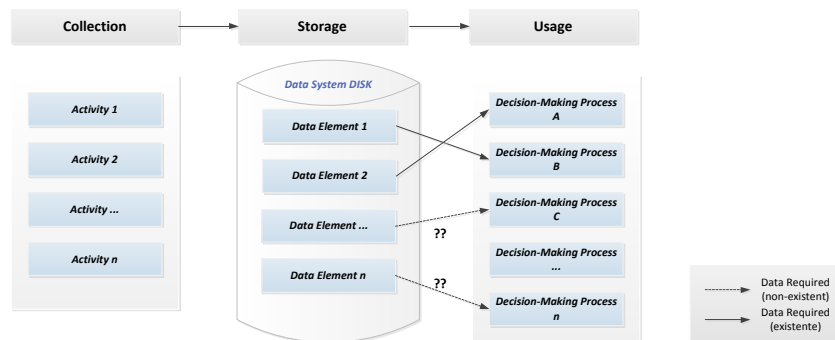 Collection
Storage
Usage
Activity 1
Activity 2
Activity ...
Activity n
Data System DISK
Data Element 1
Data Element 2
Data Element ...
Data Element n
??
??
Decision-Making Process
A
Decision-Making Process
B
Decision-Making Process
C
Decision-Making Process
...
Decision-Making Process
n
Data Required
(non-existent)
Data Required
(existente)